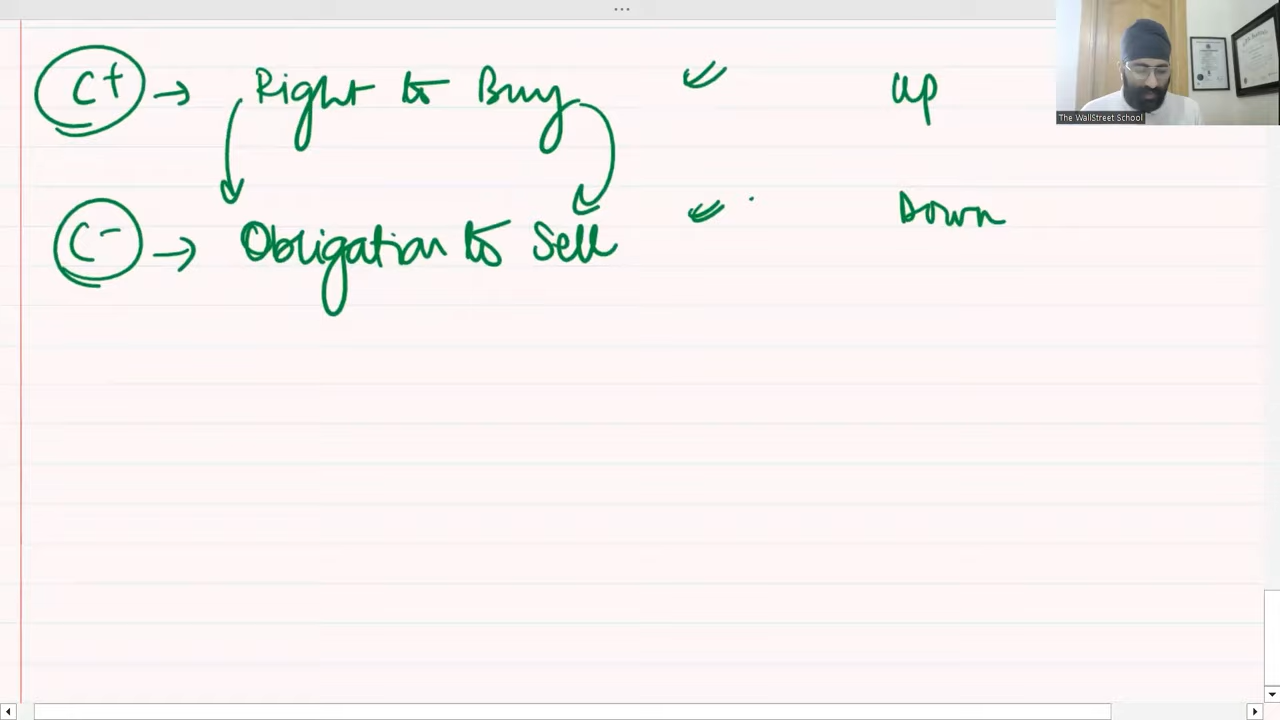 C+ → Right to Buy up
The WallStreet School
C- → Obligation to Sell Down